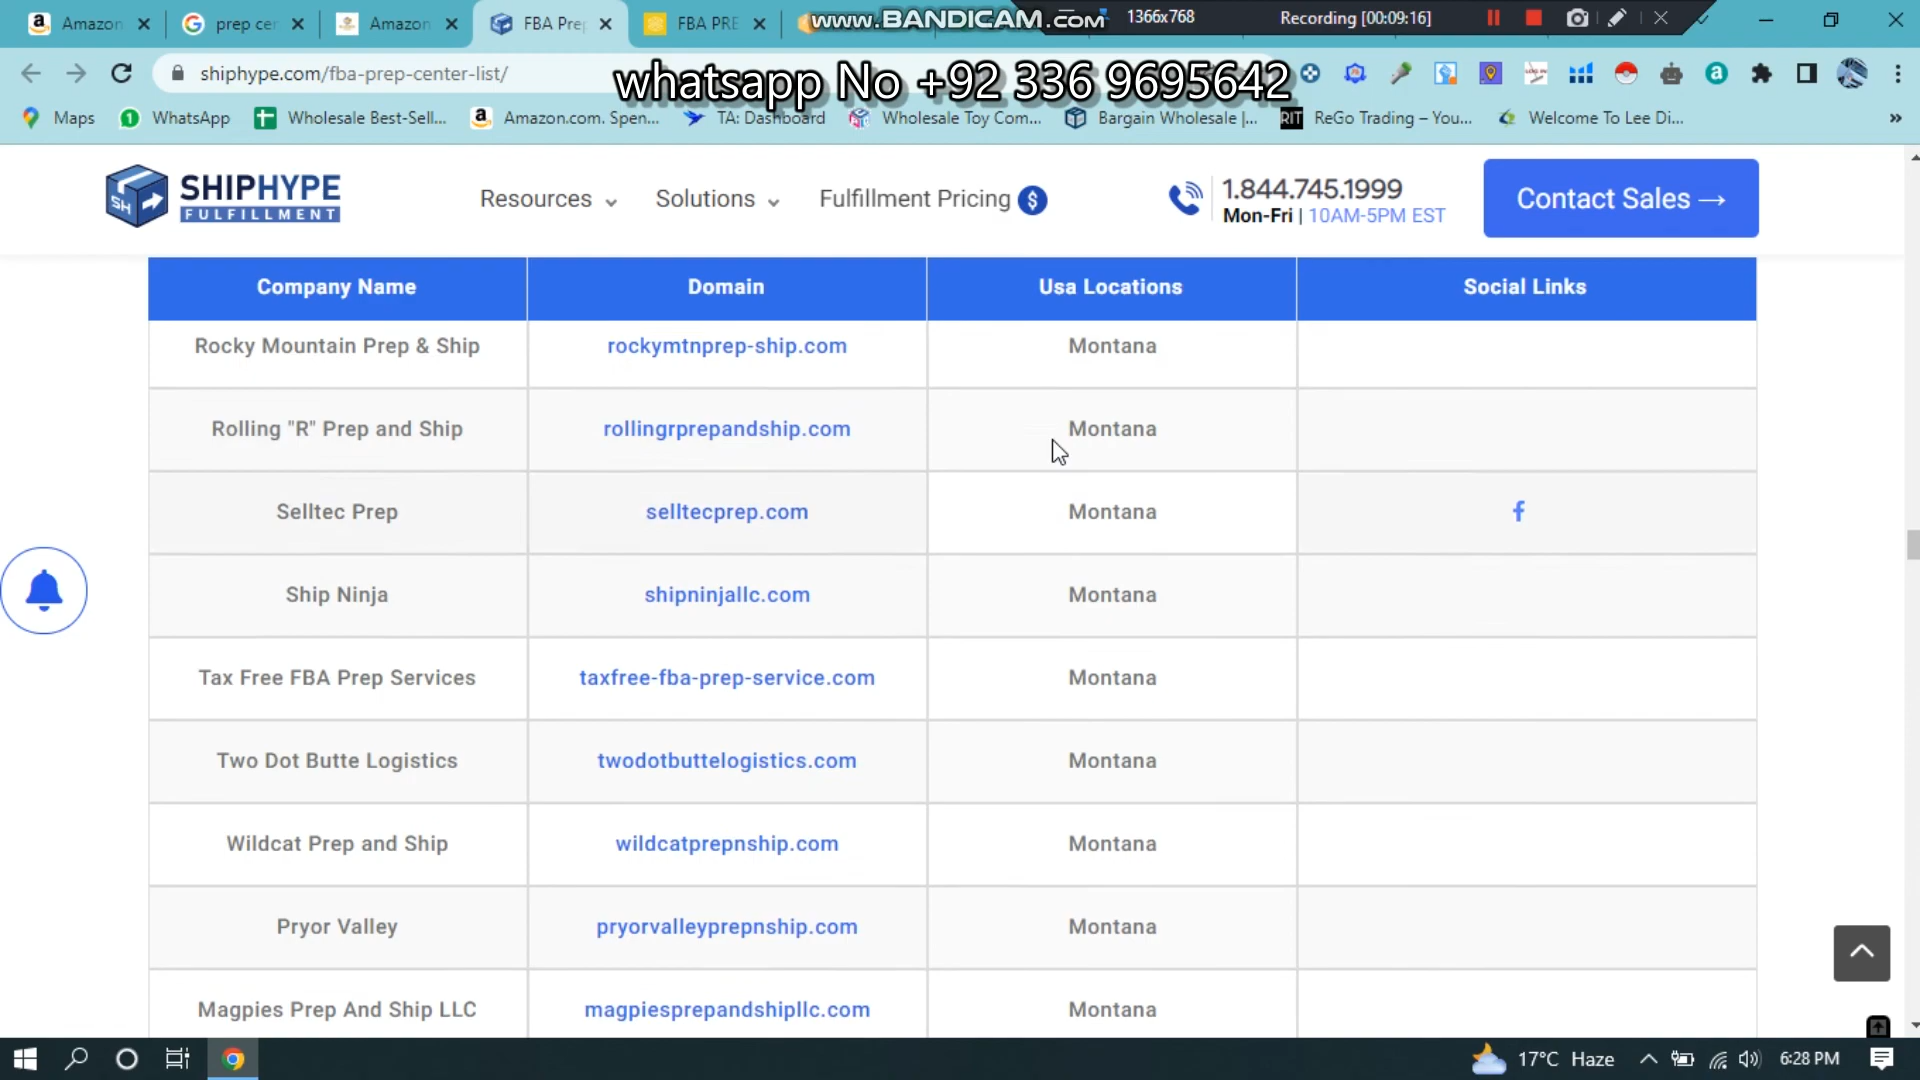 Amazon
prep cen
Amazon
FBA Prep
FBA PRE
www.BANDICAM.com
1366x768
Recording [00:09:16]
shiphype.com/fba-prep-center-list/
whatsapp No +92 336 9695642
Maps
WhatsApp
Wholesale Best-Sell...
Amazon.com. Spen...
TA: Dashboard
Wholesale Toy Com...
Bargain Wholesale |...
RIT
ReGo Trading – You...
Welcome To Lee Di...
»
SH
SHIPHYPE
FULFILLMENT
Resources
Solutions
Fulfillment Pricing $
1.844.745.1999
Mon-Fri | 10AM-5PM EST
Contact Sales →
Company Name Domain Usa Locations Social Links
Rocky Mountain Prep & Ship rockymtnprep-ship.com Montana
Rolling "R" Prep and Ship rollingrprepandship.com Montana
Selltec Prep selltecprep.com Montana f
Ship Ninja shipninjallc.com Montana
Tax Free FBA Prep Services taxfree-fba-prep-service.com Montana
Two Dot Butte Logistics twodotbuttelogistics.com Montana
Wildcat Prep and Ship wildcatprepnship.com Montana
Pryor Valley pryorvalleyprepnship.com Montana
Magpies Prep And Ship LLC magpiesprepandshipllc.com Montana
17°C Haze
6:28 PM